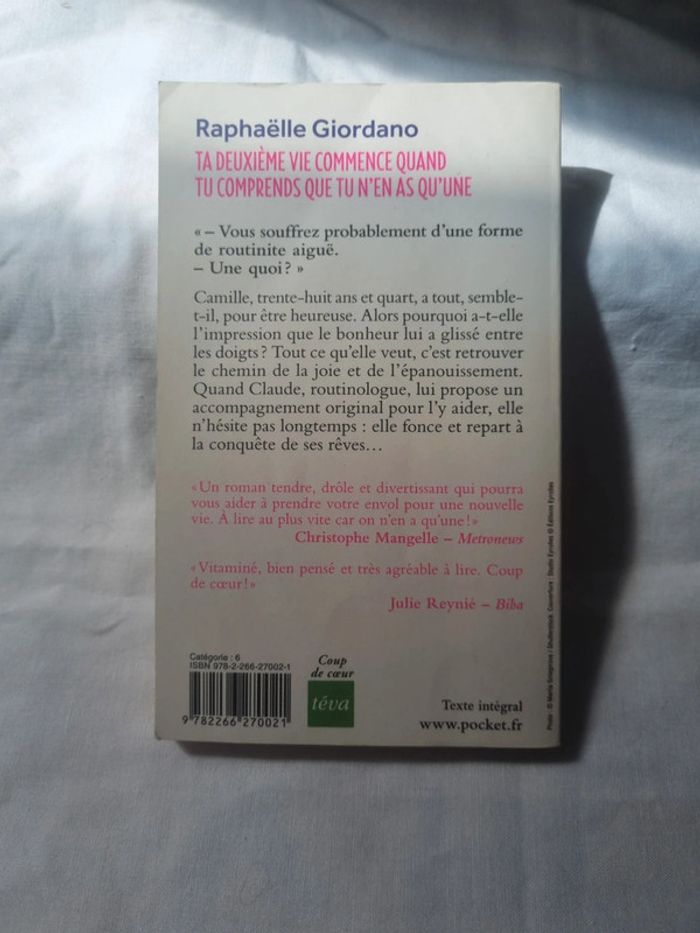 Raphaëlle Giordano
TA DEUXIÈME VIE COMMENCE QUAND
TU COMPRENDS QUE TU N'EN AS QU'UNE
« – Vous souffrez probablement d'une forme
de routinite aiguë.
– Une quoi ? »
Camille, trente-huit ans et quart, a tout, semble-
t-il, pour être heureuse. Alors pourquoi a-t-elle
l'impression que le bonheur lui a glissé entre
les doigts ? Tout ce qu'elle veut, c'est retrouver
le chemin de la joie et de l'épanouissement.
Quand Claude, routinologue, lui propose un
accompagnement original pour l'y aider, elle
n'hésite pas longtemps : elle fonce et repart à
la conquête de ses rêves…
« Un roman tendre, drôle et divertissant qui pourra
vous aider à prendre votre envol pour une nouvelle
vie. À lire au plus vite car on n'en a qu'une ! »
Christophe Mangelle – Metronews
« Vitaminé, bien pensé et très agréable à lire. Coup
de cœur ! »
Julie Reynié – Biba
Catégorie : 6
ISBN 978-2-266-27002-1
9 782266 270021
Coup
de cœur
téva
Texte intégral
www.pocket.fr
Shutterstock Couverture : Studio Eyrolles © Éditions Eyrolles